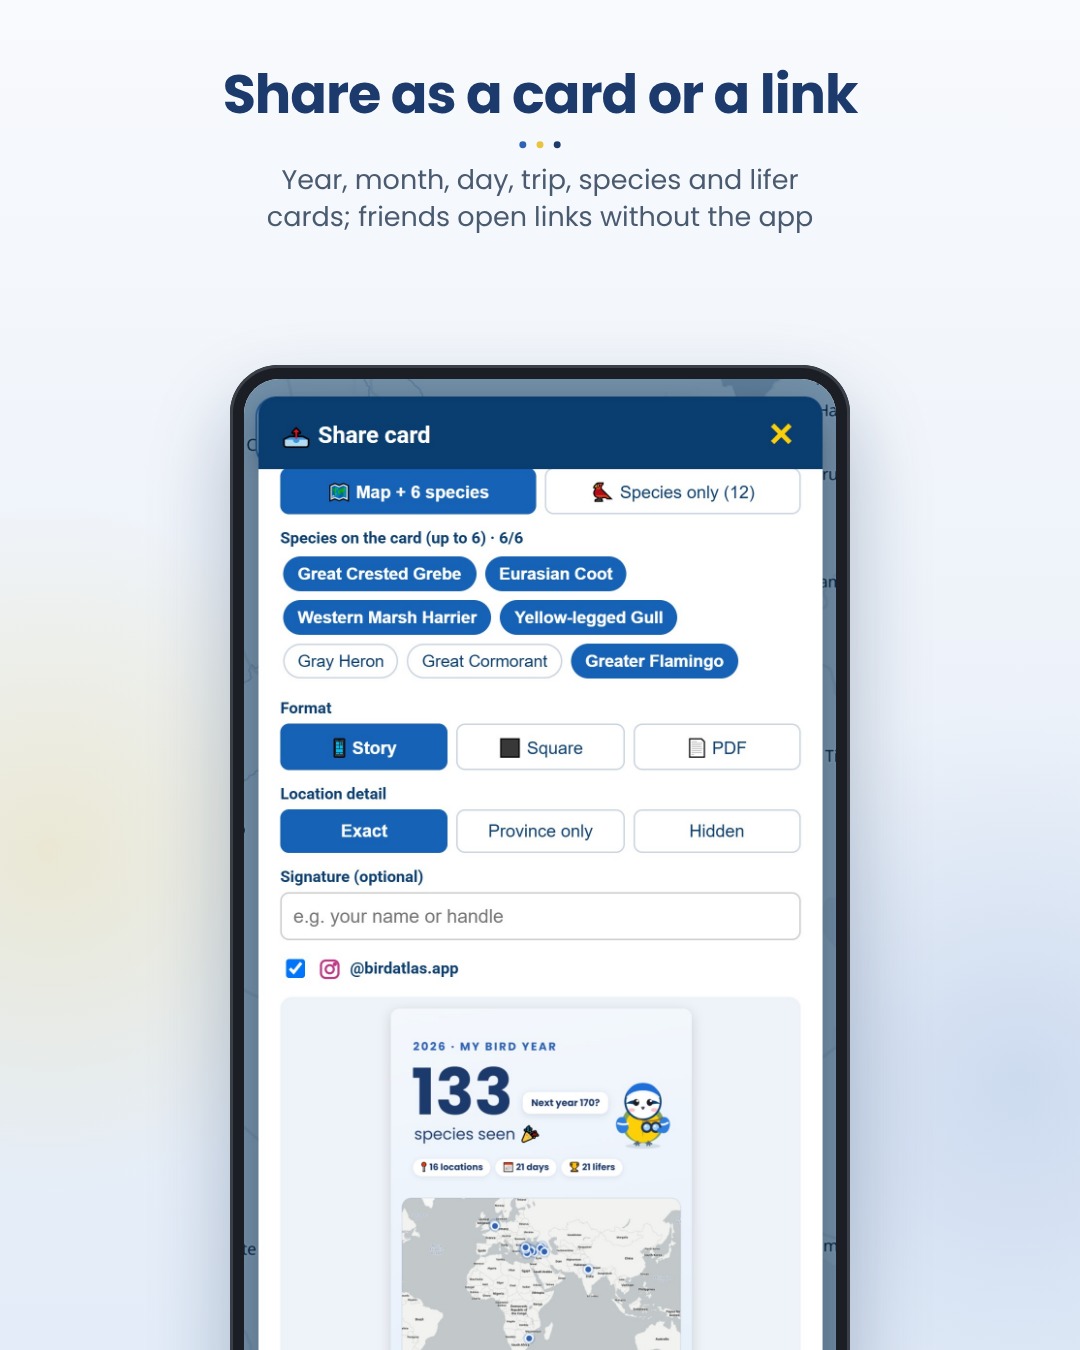 Share as a card or a link
Year, month, day, trip, species and lifer
cards; friends open links without the app
Share card
Map + 6 species
Species only (12)
Species on the card (up to 6) · 6/6
Great Crested Grebe
Eurasian Coot
Western Marsh Harrier
Yellow-legged Gull
Gray Heron
Great Cormorant
Greater Flamingo
Format
Story
Square
PDF
Location detail
Exact
Province only
Hidden
Signature (optional)
e.g. your name or handle
@birdatlas.app
2026 · MY BIRD YEAR
133
Next year 170?
species seen
16 locations
21 days
21 lifers